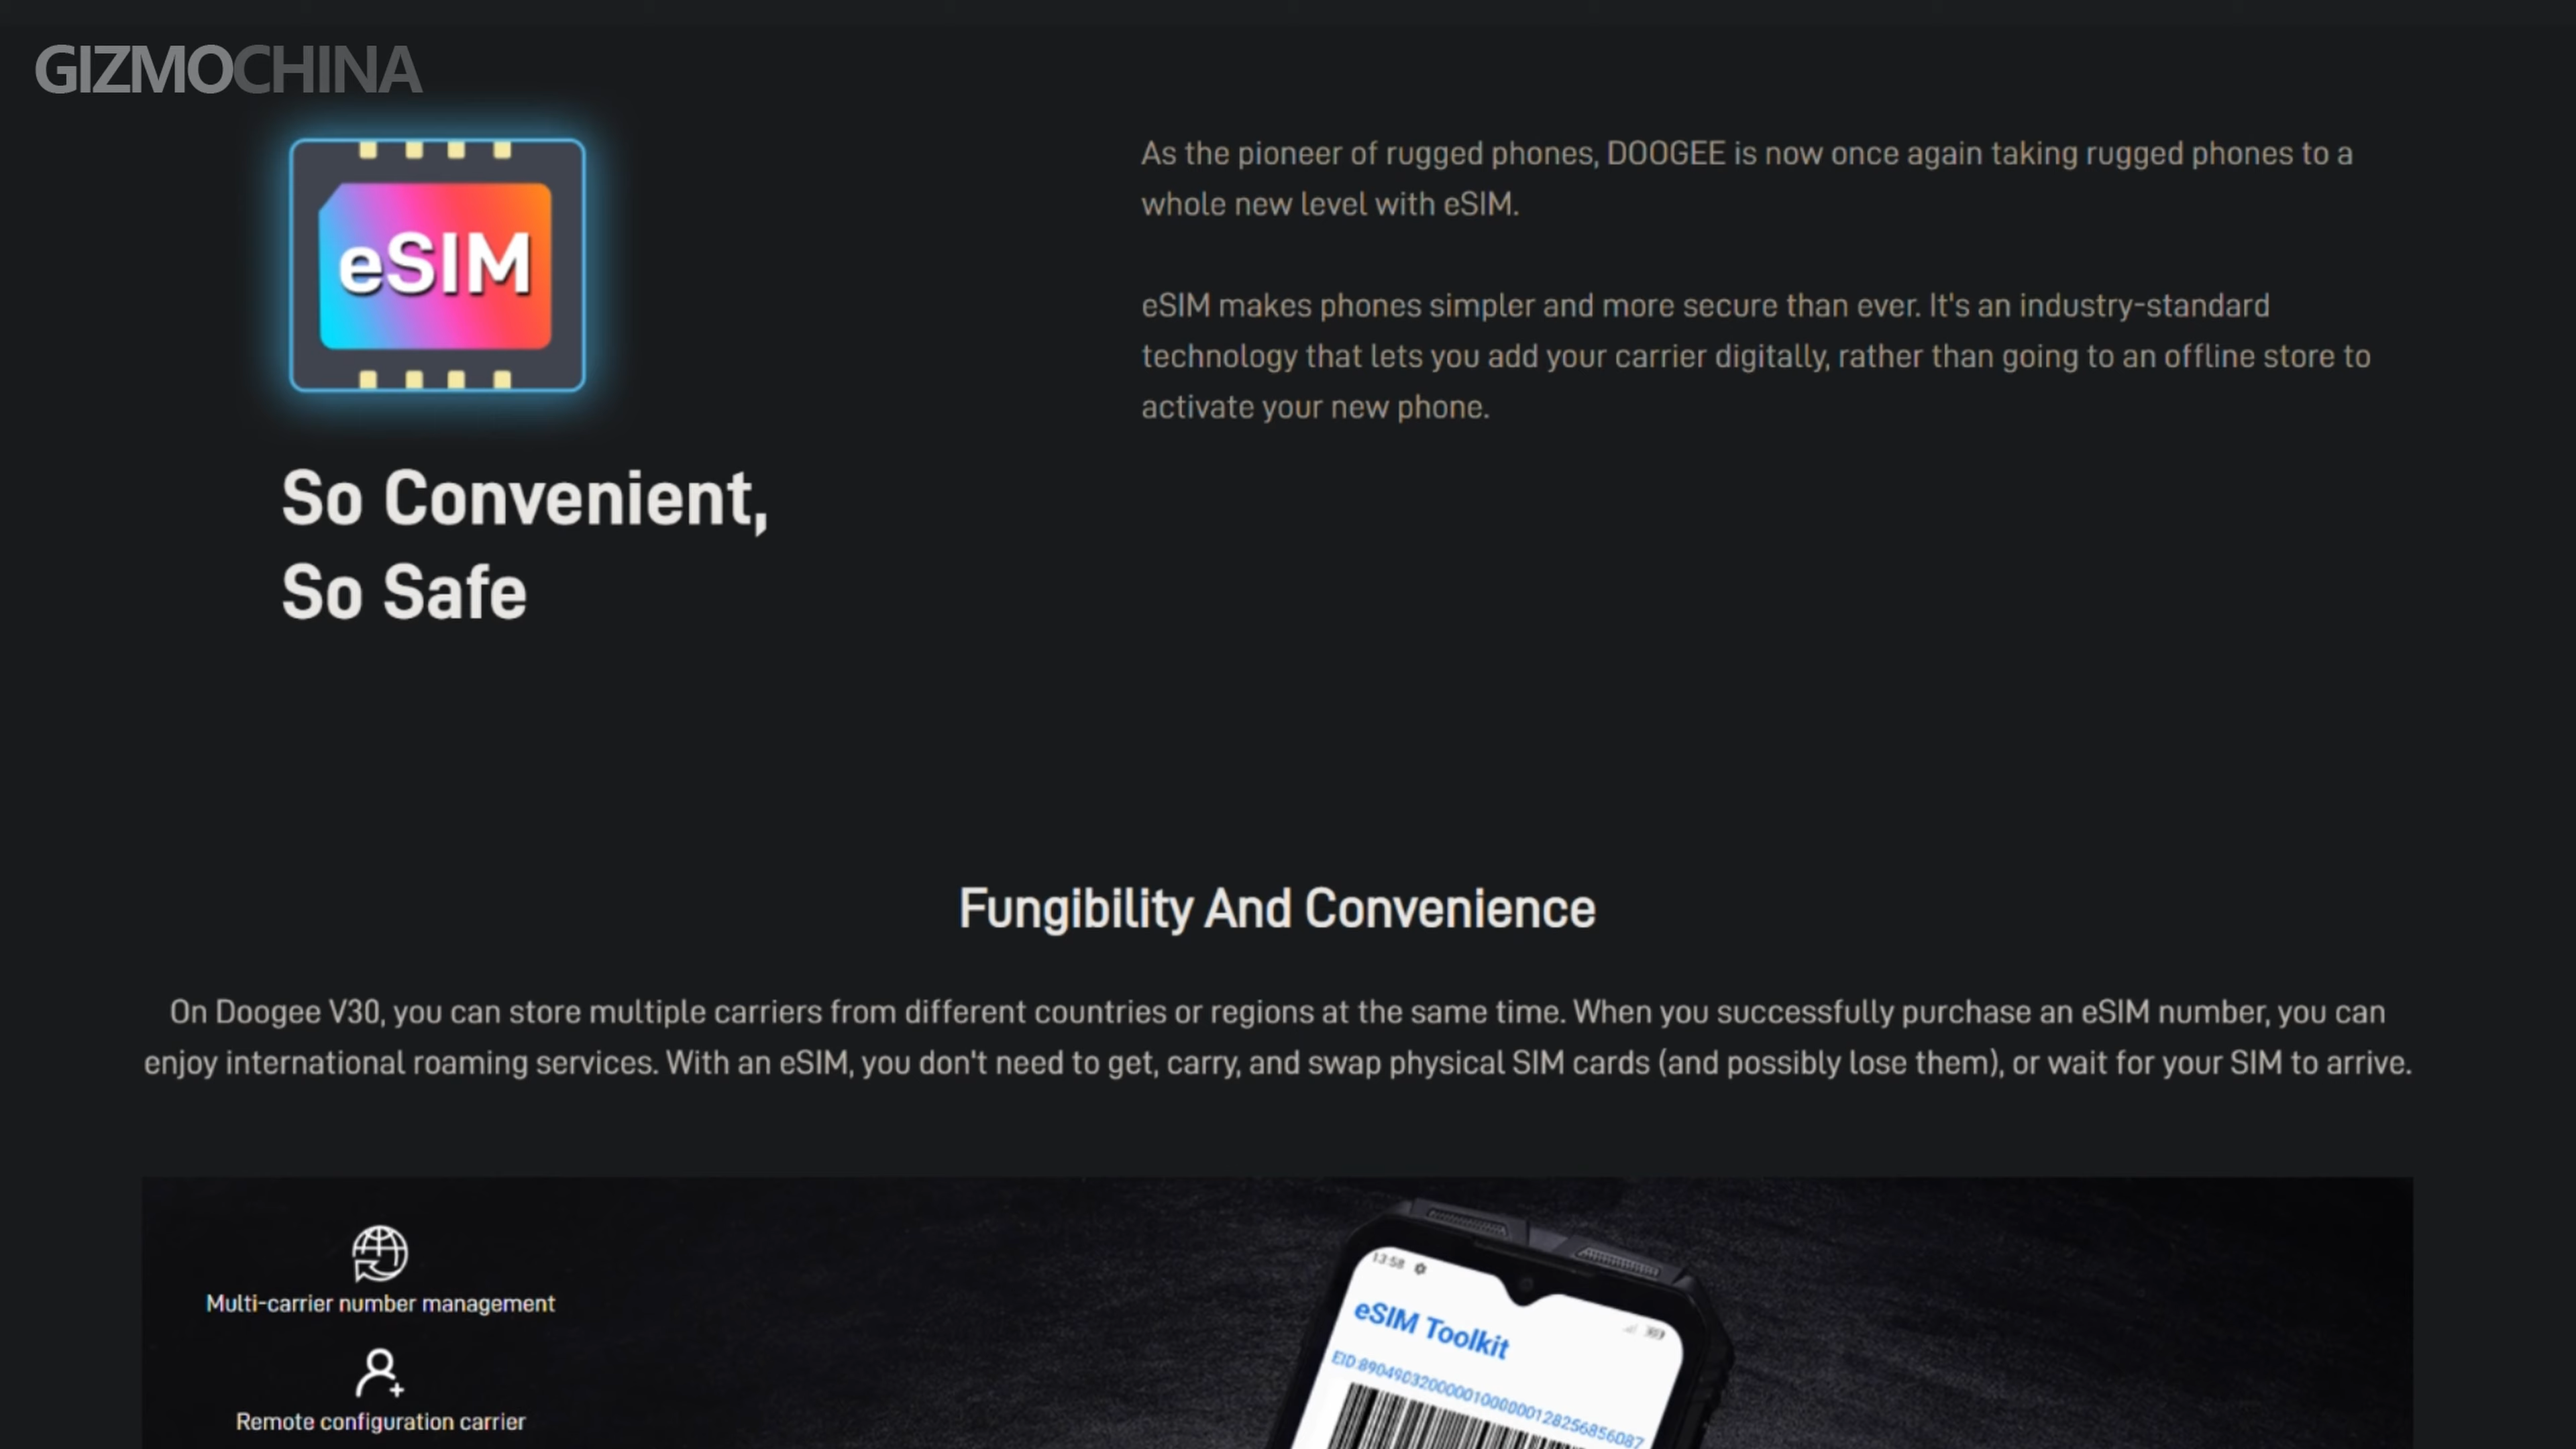 GIZMOCHINA
eSIM
So Convenient,
So Safe
As the pioneer of rugged phones, DOOGEE is now once again taking rugged phones to a
whole new level with eSIM.
eSIM makes phones simpler and more secure than ever. It's an industry-standard
technology that lets you add your carrier digitally, rather than going to an offline store to
activate your new phone.
Fungibility And Convenience
On Doogee V30, you can store multiple carriers from different countries or regions at the same time. When you successfully purchase an eSIM number, you can
enjoy international roaming services. With an eSIM, you don't need to get, carry, and swap physical SIM cards (and possibly lose them), or wait for your SIM to arrive.
Multi-carrier number management
Remote configuration carrier
13:58
eSIM Toolkit
EID:89049032000001000000128256856087